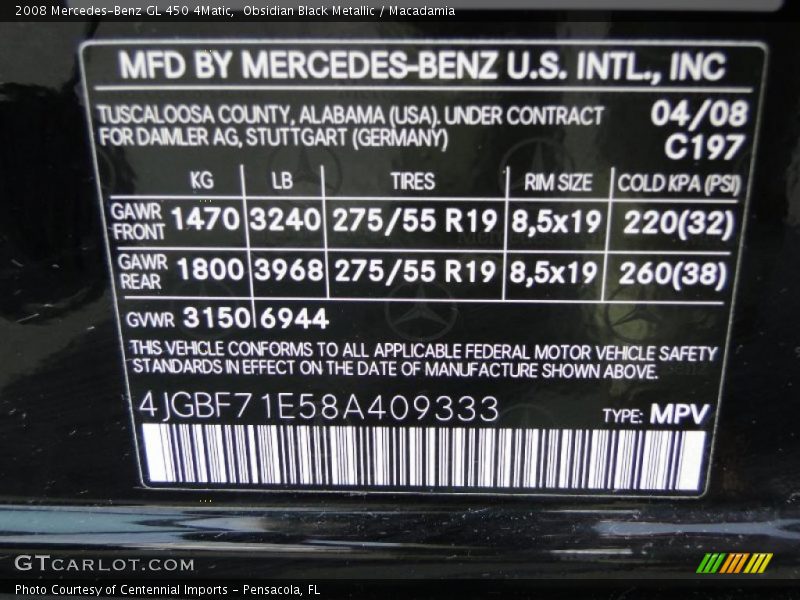 2008 Mercedes-Benz GL 450 4Matic, Obsidian Black Metallic / Macadamia
MFD BY MERCEDES-BENZ U.S. INTL., INC
TUSCALOOSA COUNTY, ALABAMA (USA). UNDER CONTRACT 04/08
FOR DAIMLER AG, STUTTGART (GERMANY) C197
KG LB TIRES RIM SIZE COLD KPA (PSI)
GAWR FRONT 1470 3240 275/55 R19 8,5x19 220(32)
GAWR REAR 1800 3968 275/55 R19 8,5x19 260(38)
GVWR 3150 6944
THIS VEHICLE CONFORMS TO ALL APPLICABLE FEDERAL MOTOR VEHICLE SAFETY
STANDARDS IN EFFECT ON THE DATE OF MANUFACTURE SHOWN ABOVE.
4JGBF71E58A409333 TYPE: MPV
GTCARLOT.COM
Photo Courtesy of Centennial Imports - Pensacola, FL